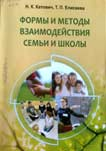 Н. К. Катович, Т. П. Елисеева
ФОРМЫ И МЕТОДЫ
ВЗАИМОДЕЙСТВИЯ
СЕМЬИ И ШКОЛЫ